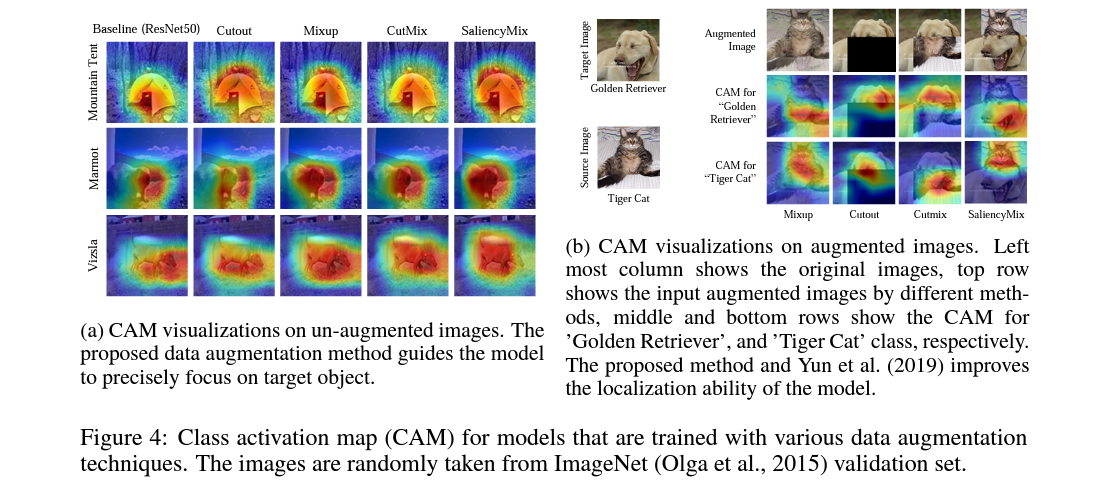 Baseline (ResNet50) Cutout Mixup CutMix SaliencyMix
Mountain Tent
Marmot
Vizsla
(a) CAM visualizations on un-augmented images. The
proposed data augmentation method guides the model
to precisely focus on target object.
Target Image
Golden Retriever
Source Image
Tiger Cat
Augmented
Image
CAM for
“Golden
Retriever”
CAM for
“Tiger Cat”
Mixup Cutout Cutmix SaliencyMix
(b) CAM visualizations on augmented images. Left
most column shows the original images, top row
shows the input augmented images by different meth-
ods, middle and bottom rows show the CAM for
’Golden Retriever’, and ’Tiger Cat’ class, respectively.
The proposed method and Yun et al. (2019) improves
the localization ability of the model.
Figure 4: Class activation map (CAM) for models that are trained with various data augmentation
techniques. The images are randomly taken from ImageNet (Olga et al., 2015) validation set.